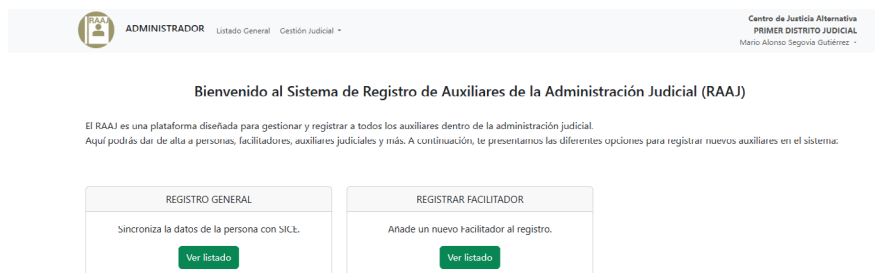 RAAJ
ADMINISTRADOR
Listado General
Gestión Judicial
Centro de Justicia Alternativa
PRIMER DISTRITO JUDICIAL
Mario Alonso Segovia Gutiérrez
Bienvenido al Sistema de Registro de Auxiliares de la Administración Judicial (RAAJ)
El RAAJ es una plataforma diseñada para gestionar y registrar a todos los auxiliares dentro de la administración judicial.
Aquí podrás dar de alta a personas, facilitadores, auxiliares judiciales y más. A continuación, te presentamos las diferentes opciones para registrar nuevos auxiliares en el sistema:
REGISTRO GENERAL
Sincroniza la datos de la persona con SICE.
Ver listado
REGISTRAR FACILITADOR
Añade un nuevo Facilitador al registro.
Ver listado